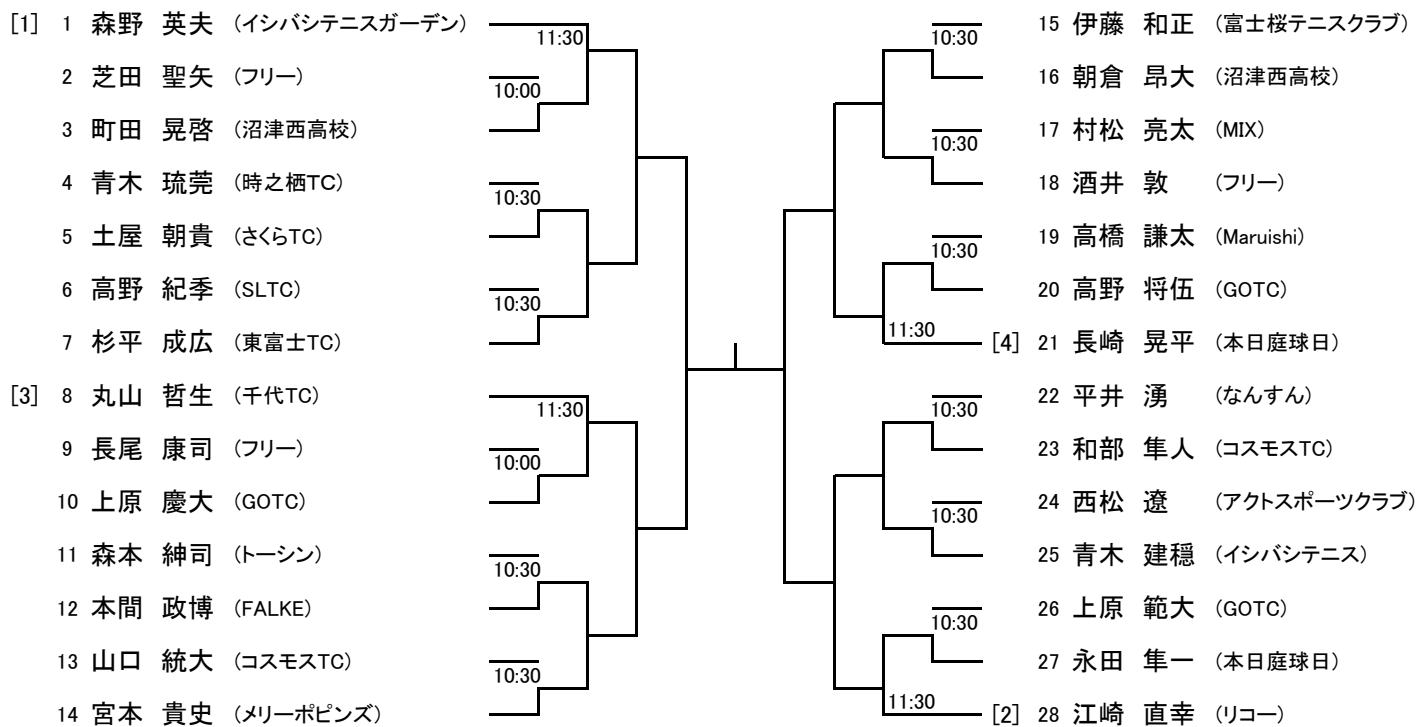 [1] 1 森野 英夫 (イシバシテニスガーデン)
11:30
2 芝田 聖矢 (フリー)
10:00
3 町田 晃啓 (沼津西高校)
4 青木 琉莞 (時之栖TC)
10:30
5 土屋 朝貴 (さくらTC)
6 高野 紀季 (SLTC)
10:30
7 杉平 成広 (東富士TC)
[3] 8 丸山 哲生 (千代TC)
11:30
9 長尾 康司 (フリー)
10:00
10 上原 慶大 (GOTC)
11 森本 紳司 (トーシン)
10:30
12 本間 政博 (FALKE)
13 山口 統大 (コスモスTC)
10:30
14 宮本 貴史 (メリーポピンズ)
15 伊藤 和正 (富士桜テニスクラブ)
10:30
16 朝倉 昂大 (沼津西高校)
17 村松 亮太 (MIX)
10:30
18 酒井 敦 (フリー)
19 高橋 謙太 (Maruishi)
10:30
20 高野 将伍 (GOTC)
11:30
[4] 21 長崎 晃平 (本日庭球日)
22 平井 湧 (なんすん)
10:30
23 和部 隼人 (コスモスTC)
24 西松 遼 (アクトスポーツクラブ)
10:30
25 青木 建穏 (イシバシテニス)
26 上原 範大 (GOTC)
10:30
27 永田 隼一 (本日庭球日)
11:30
[2] 28 江崎 直幸 (リコー)